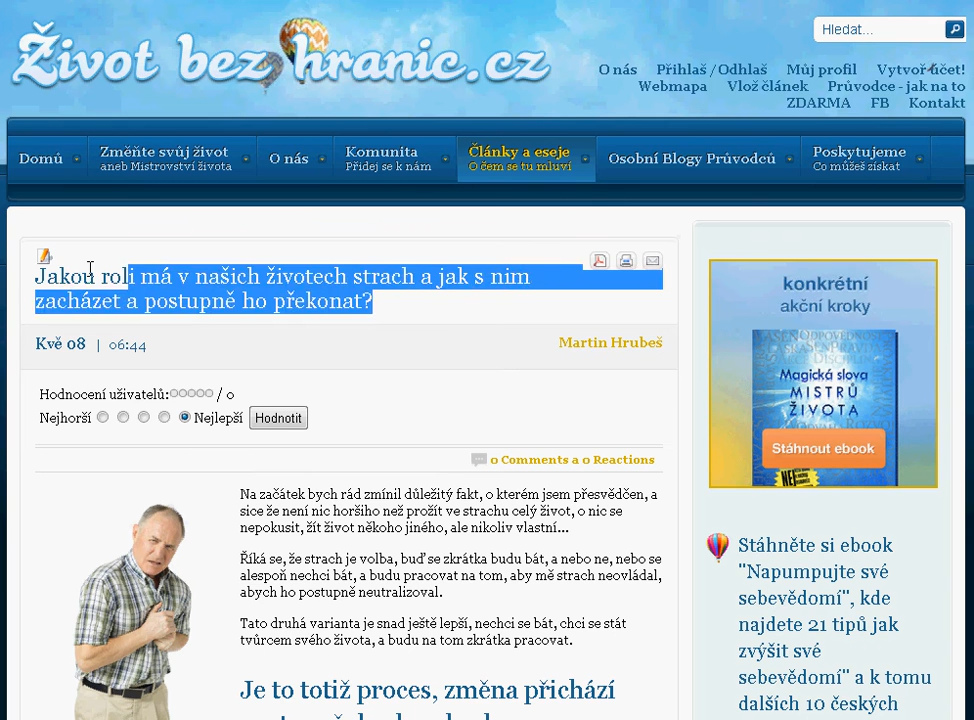 Život bez hranic.cz
Hledat...
O nás Přihlaš / Odhlaš Můj profil Vytvoř účet!
Webmapa Vlož článek Průvodce - jak na to
ZDARMA FB Kontakt
Domů
Změňte svůj život
aneb Mistrovství života
O nás
Komunita
Přidej se k nám
Články a eseje
O čem se tu mluví
Osobní Blogy Průvodců
Poskytujeme
Co můžeš získat
Jakou roli má v našich životech strach a jak s nim
zacházet a postupně ho překonat?
Kvě 08 | 06:44
Martin Hrubeš
Hodnocení uživatelů: / 0
Nejhorší Nejlepší Hodnotit
0 Comments a 0 Reactions
Na začátek bych rád zmínil důležitý fakt, o kterém jsem přesvědčen, a
sice že není nic horšího než prožít ve strachu celý život, o nic se
nepokusit, žít život někoho jiného, ale nikoliv vlastní...
Říká se, že strach je volba, buď se zkrátka budu bát, a nebo ne, nebo se
alespoň nechci bát, a budu pracovat na tom, aby mě strach neovládal,
abych ho postupně neutralizoval.
Tato druhá varianta je snad ještě lepší, nechci se bát, chci se stát
tvůrcem svého života, a budu na tom zkrátka pracovat.
Je to totiž proces, změna přichází
konkrétní
akční kroky
Magická slova
MISTRŮ
ŽIVOTA
Stáhnout ebook
Stáhněte si ebook
"Napumpujte své
sebevědomí", kde
najdete 21 tipů jak
zvýšit své
sebevědomí" a k tomu
dalších 10 českých